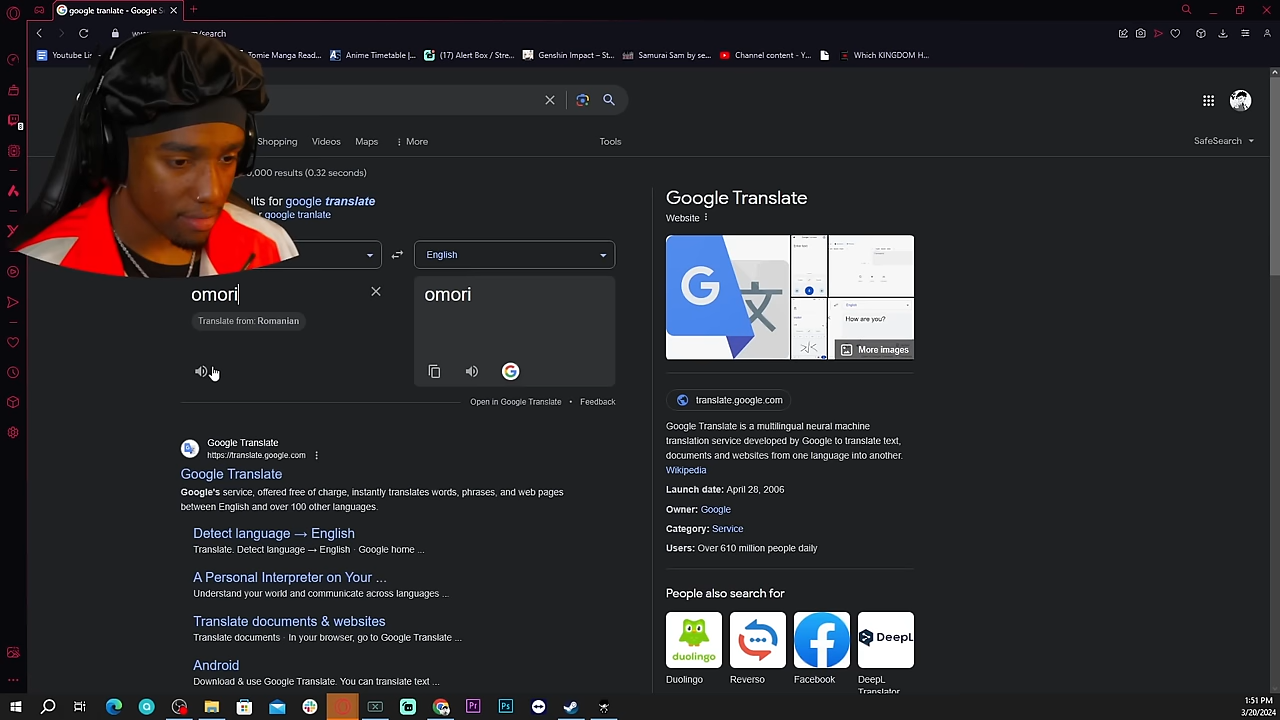 google translate - Google S
/search
Youtube Lis
Tomie Manga Read...
Anime Timetable |...
(17) Alert Box / Stre...
Genshin Impact – St...
Samurai Sam by se...
Channel content - Y...
Which KINGDOM H...
Shopping
Videos
Maps
More
Tools
SafeSearch
,000 results (0.32 seconds)
ults for google translate
r google tranlate
English
omori
omori
Translate from: Romanian
Open in Google Translate • Feedback
Google Translate
https://translate.google.com
Google Translate
Google's service, offered free of charge, instantly translates words, phrases, and web pages
between English and over 100 other languages.
Detect language → English
Translate. Detect language → English · Google home ...
A Personal Interpreter on Your ...
Understand your world and communicate across languages ...
Translate documents & websites
Translate documents · In your browser, go to Google Translate ...
Android
Download & use Google Translate. You can translate text ...
Google Translate
Website
G 文
How are you?
More images
translate.google.com
Google Translate is a multilingual neural machine
translation service developed by Google to translate text,
documents and websites from one language into another.
Wikipedia
Launch date: April 28, 2006
Owner: Google
Category: Service
Users: Over 610 million people daily
People also search for
duolingo
DeepL
Duolingo
Reverso
Facebook
DeepL
Translator
1:51 PM
3/20/2024